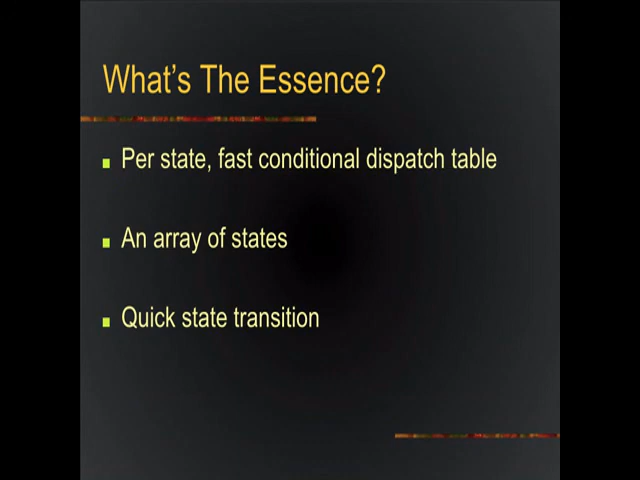 What's The Essence?
Per state, fast conditional dispatch table
An array of states
Quick state transition